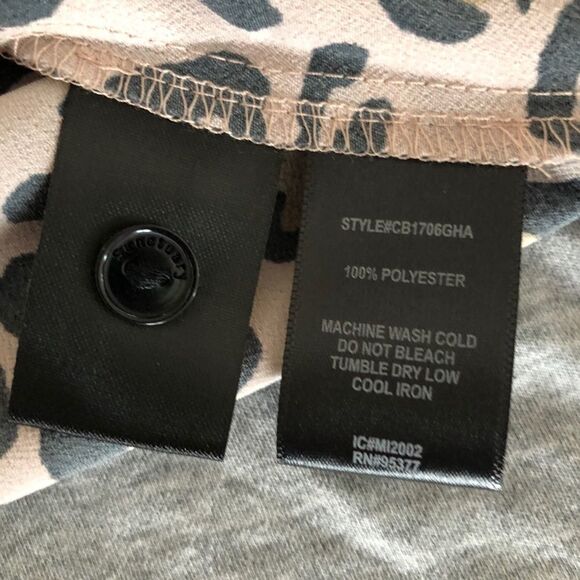 Sanctuary
STYLE#CB1706GHA
100% POLYESTER
MACHINE WASH COLD
DO NOT BLEACH
TUMBLE DRY LOW
COOL IRON
IC#MI2002
RN#95377